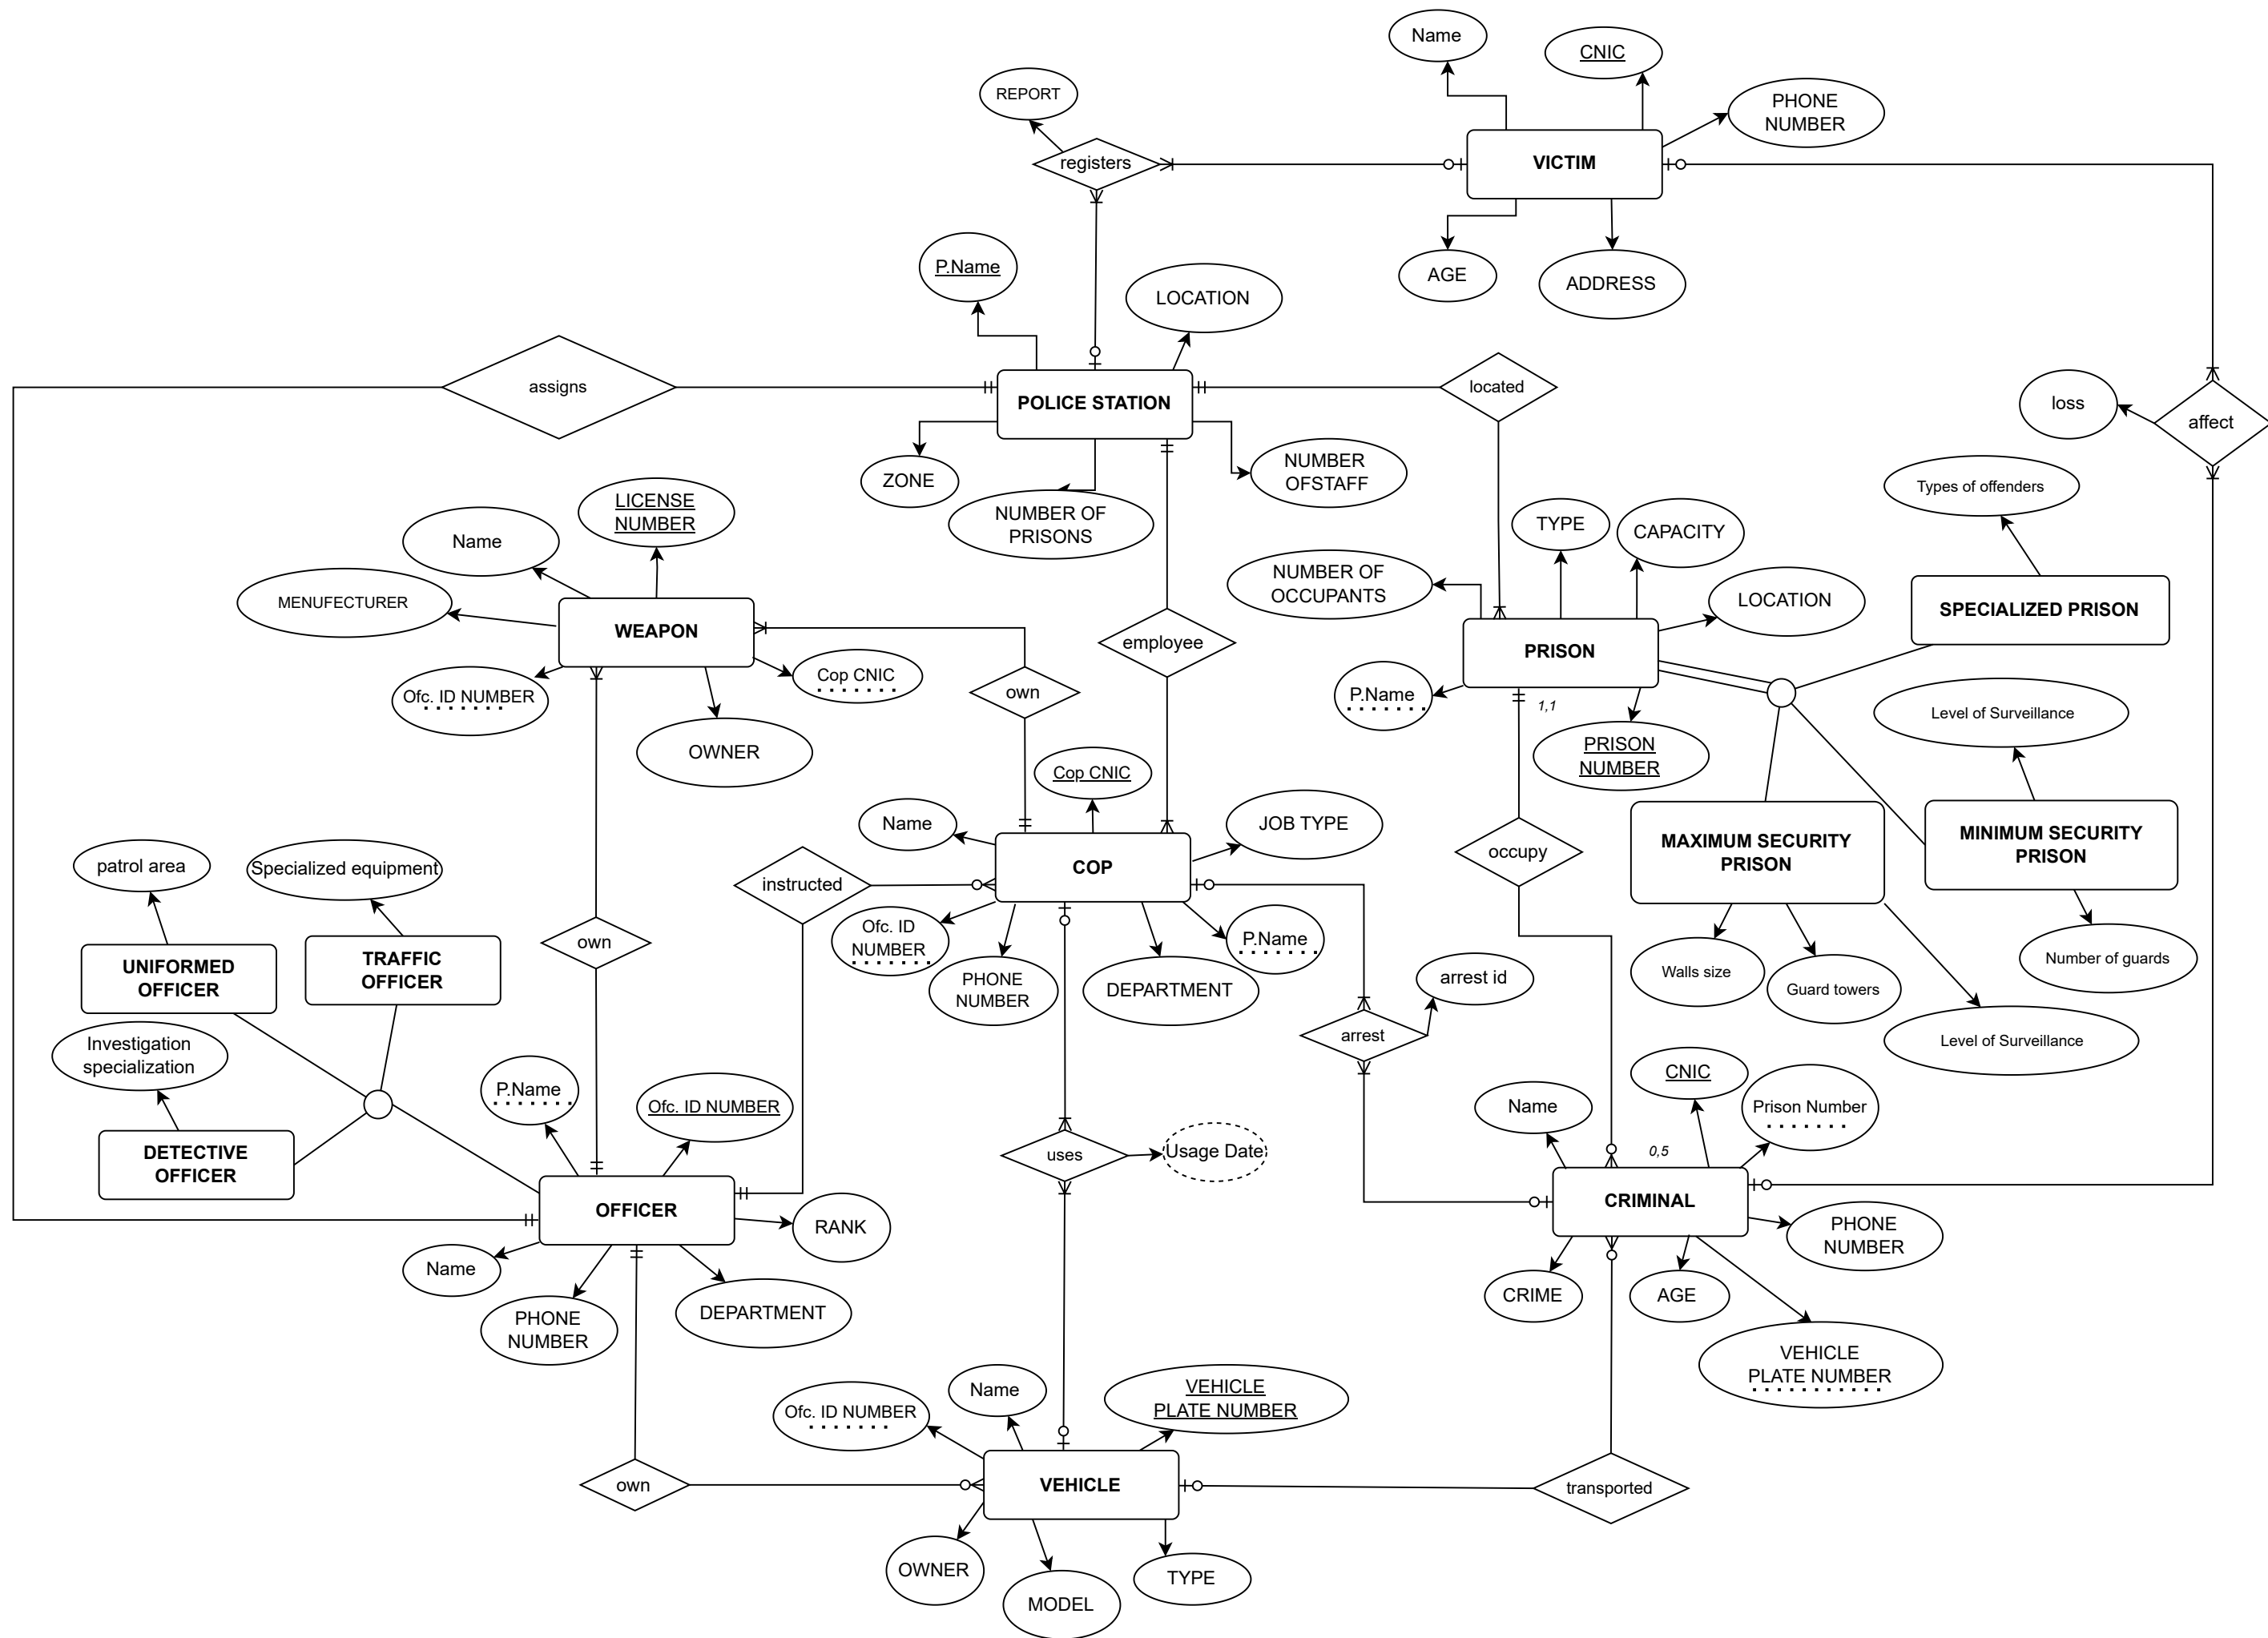 Name
CNIC
PHONE
NUMBER
REPORT
registers
VICTIM
AGE
ADDRESS
P.Name
LOCATION
assigns
POLICE STATION
located
loss
affect
ZONE
NUMBER OF
PRISONS
NUMBER
OFSTAFF
Types of offenders
LICENSE
NUMBER
Name
MENUFECTURER
WEAPON
Ofc. ID NUMBER
Cop CNIC
OWNER
own
employee
TYPE
CAPACITY
NUMBER OF
OCCUPANTS
LOCATION
SPECIALIZED PRISON
PRISON
P.Name
1,1
PRISON
NUMBER
Level of Surveillance
Cop CNIC
Name
JOB TYPE
COP
occupy
MAXIMUM SECURITY
PRISON
MINIMUM SECURITY
PRISON
patrol area
Specialized equipment
instructed
Ofc. ID
NUMBER
PHONE
NUMBER
DEPARTMENT
P.Name
own
UNIFORMED
OFFICER
TRAFFIC
OFFICER
arrest id
arrest
Walls size
Guard towers
Number of guards
Level of Surveillance
Investigation
specialization
P.Name
Ofc. ID NUMBER
DETECTIVE
OFFICER
uses
Usage Date
Name
CNIC
Prison Number
0,5
OFFICER
RANK
CRIMINAL
PHONE
NUMBER
Name
PHONE
NUMBER
DEPARTMENT
CRIME
AGE
VEHICLE
PLATE NUMBER
Ofc. ID NUMBER
Name
VEHICLE
PLATE NUMBER
own
VEHICLE
transported
OWNER
MODEL
TYPE